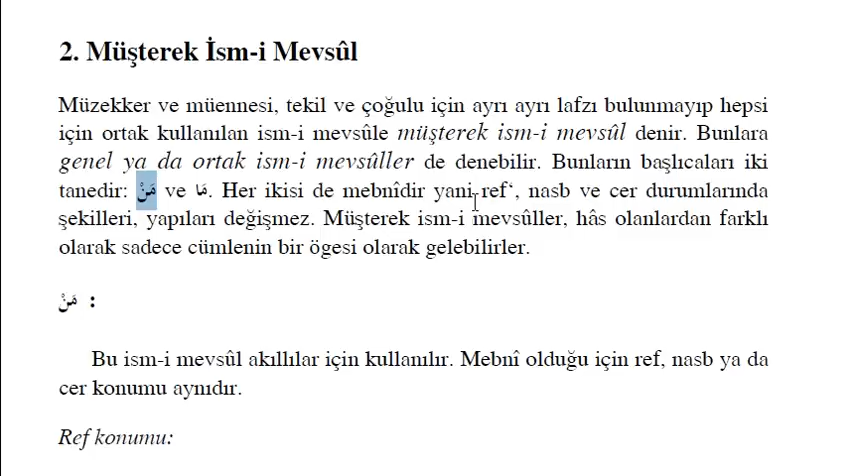 2. Müşterek İsm-i Mevsûl
Müzekker ve müennesi, tekil ve çoğulu için ayrı ayrı lafzı bulunmayıp hepsi
için ortak kullanılan ism-i mevsûle müşterek ism-i mevsûl denir. Bunlara
genel ya da ortak ism-i mevsûller de denebilir. Bunların başlıcaları iki
tanedir: مَنْ ve مَا. Her ikisi de mebnîdir yani ref‘, nasb ve cer durumlarında
şekilleri, yapıları değişmez. Müşterek ism-i mevsûller, hâs olanlardan farklı
olarak sadece cümlenin bir ögesi olarak gelebilirler.
مَنْ :
Bu ism-i mevsûl akıllılar için kullanılır. Mebnî olduğu için ref, nasb ya da
cer konumu aynıdır.
Ref konumu: